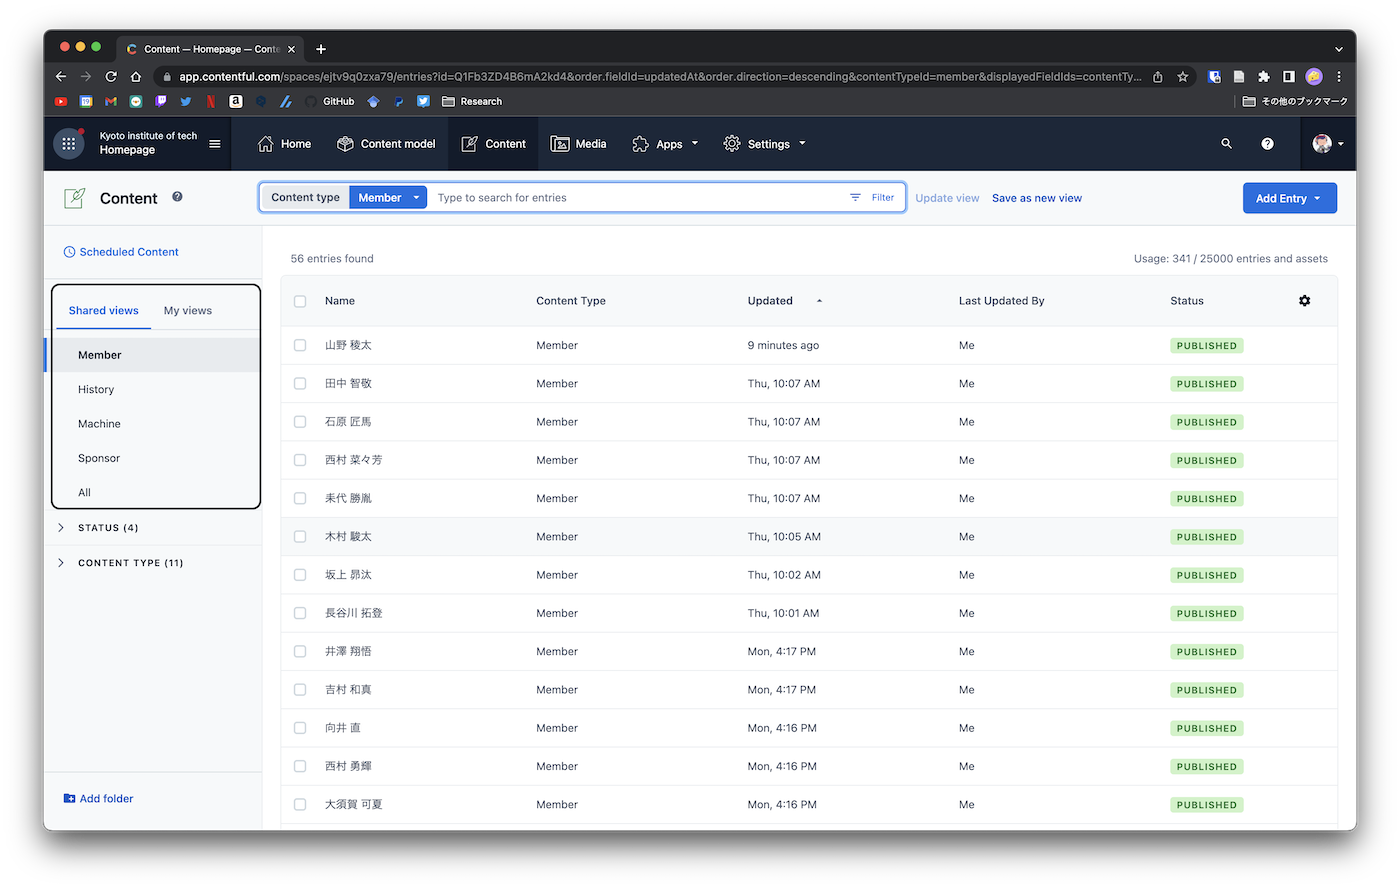 Content — Homepage — Conte
app.contentful.com/spaces/ejtv9q0zxa79/entries?id=Q1Fb3ZD4B6mA2kd4&order.fieldId=updatedAt&order.direction=descending&contentTypeId=member&displayedFieldIds=contentTy...
GitHub Research その他のブックマーク
Kyoto institute of tech
Homepage
Home Content model Content Media Apps Settings
Content
Content type Member Type to search for entries Filter Update view Save as new view Add Entry
Scheduled Content
56 entries found Usage: 341 / 25000 entries and assets
Shared views My views
Member
History
Machine
Sponsor
All
STATUS (4)
CONTENT TYPE (11)
Add folder
Name Content Type Updated Last Updated By Status
山野 稜太 Member 9 minutes ago Me PUBLISHED
田中 智敬 Member Thu, 10:07 AM Me PUBLISHED
石原 匠馬 Member Thu, 10:07 AM Me PUBLISHED
西村 菜々芳 Member Thu, 10:07 AM Me PUBLISHED
耒代 勝胤 Member Thu, 10:07 AM Me PUBLISHED
木村 駿太 Member Thu, 10:05 AM Me PUBLISHED
坂上 昴汰 Member Thu, 10:02 AM Me PUBLISHED
長谷川 拓登 Member Thu, 10:01 AM Me PUBLISHED
井澤 翔悟 Member Mon, 4:17 PM Me PUBLISHED
吉村 和真 Member Mon, 4:17 PM Me PUBLISHED
向井 直 Member Mon, 4:16 PM Me PUBLISHED
西村 勇輝 Member Mon, 4:16 PM Me PUBLISHED
大須賀 可夏 Member Mon, 4:16 PM Me PUBLISHED